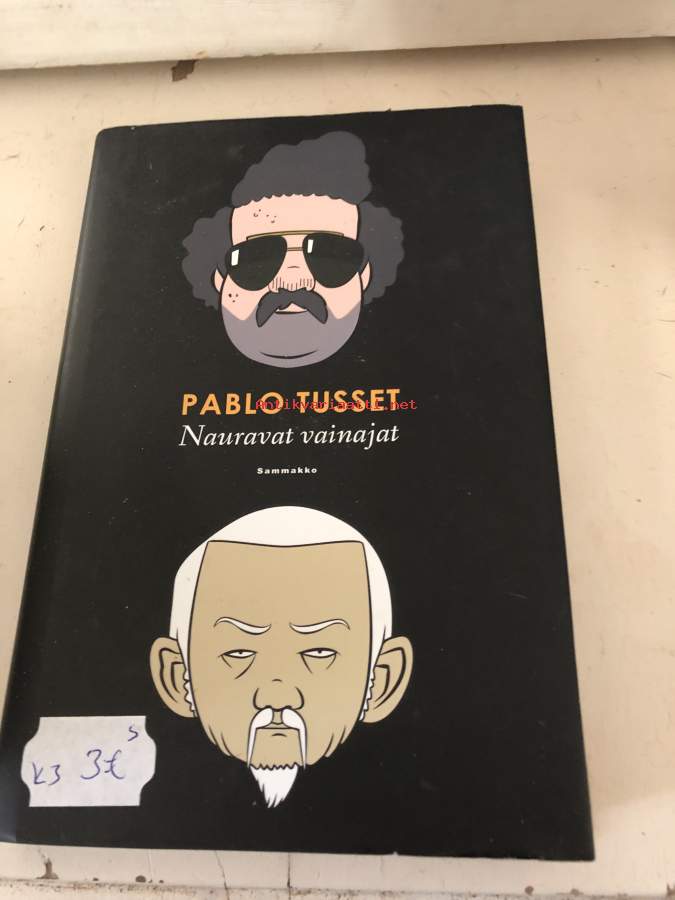 PABLO TUSSET
Antikvariaatti.net
Nauravat vainajat
Sammakko
K3 3€ S